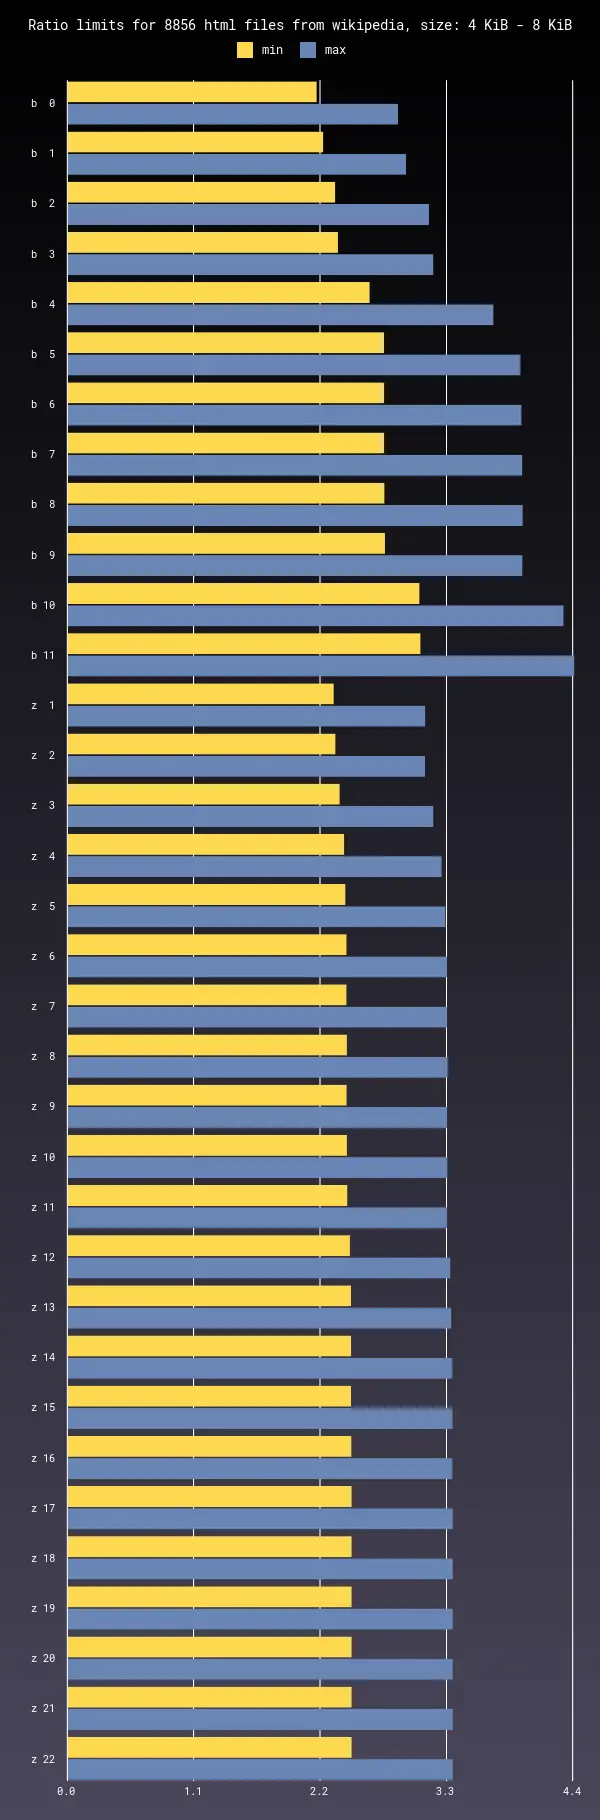 Ratio limits for 8856 html files from wikipedia, size: 4 KiB - 8 KiB
min max
b 0
b 1
b 2
b 3
b 4
b 5
b 6
b 7
b 8
b 9
b 10
b 11
z 1
z 2
z 3
z 4
z 5
z 6
z 7
z 8
z 9
z 10
z 11
z 12
z 13
z 14
z 15
z 16
z 17
z 18
z 19
z 20
z 21
z 22
0.0 1.1 2.2 3.3 4.4